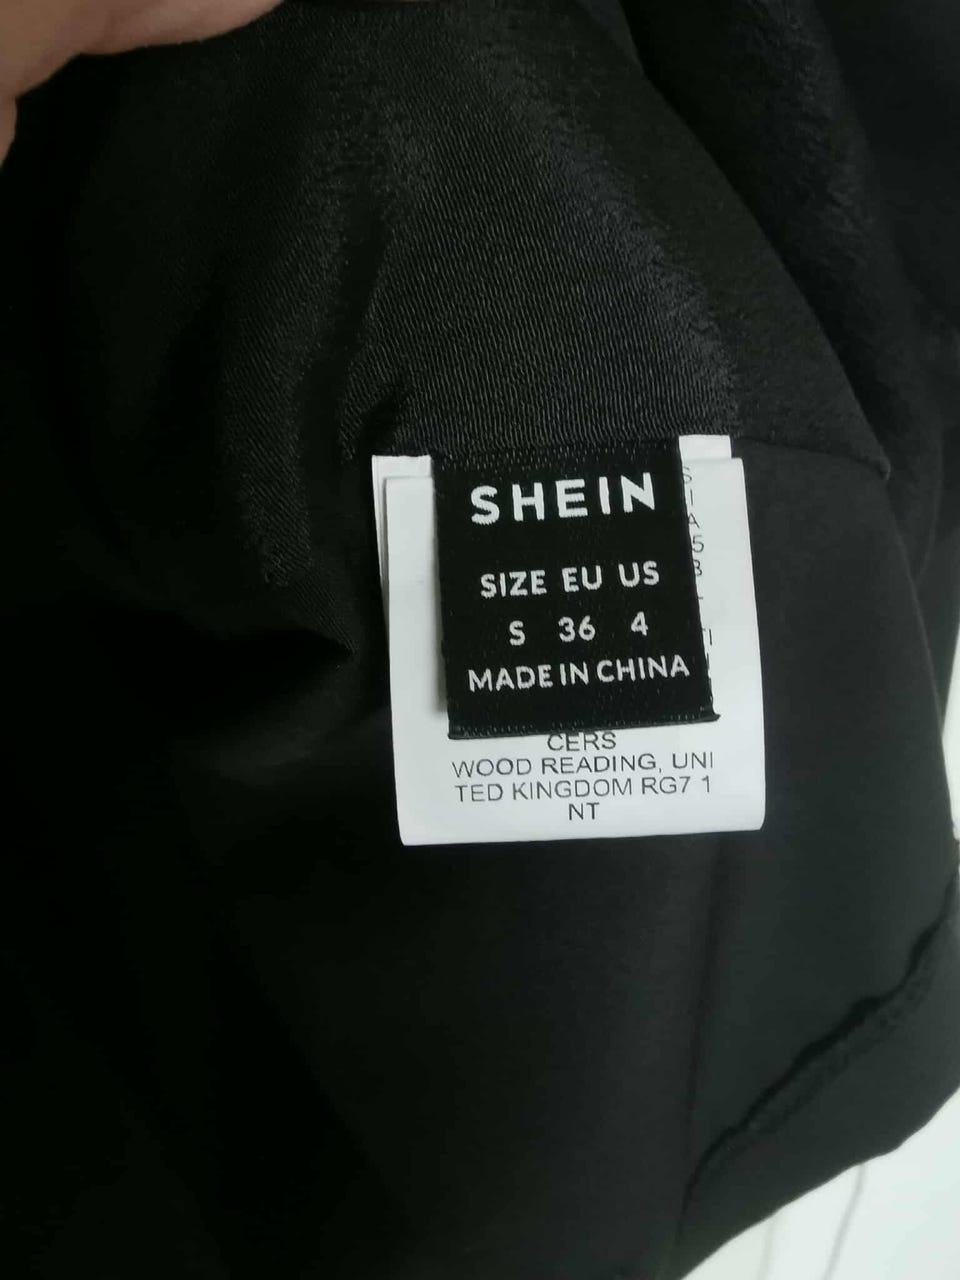 SHEIN
SIZE EU US
S 36 4
MADE IN CHINA
CERS
WOOD READING, UNI
TED KINGDOM RG7 1
NT